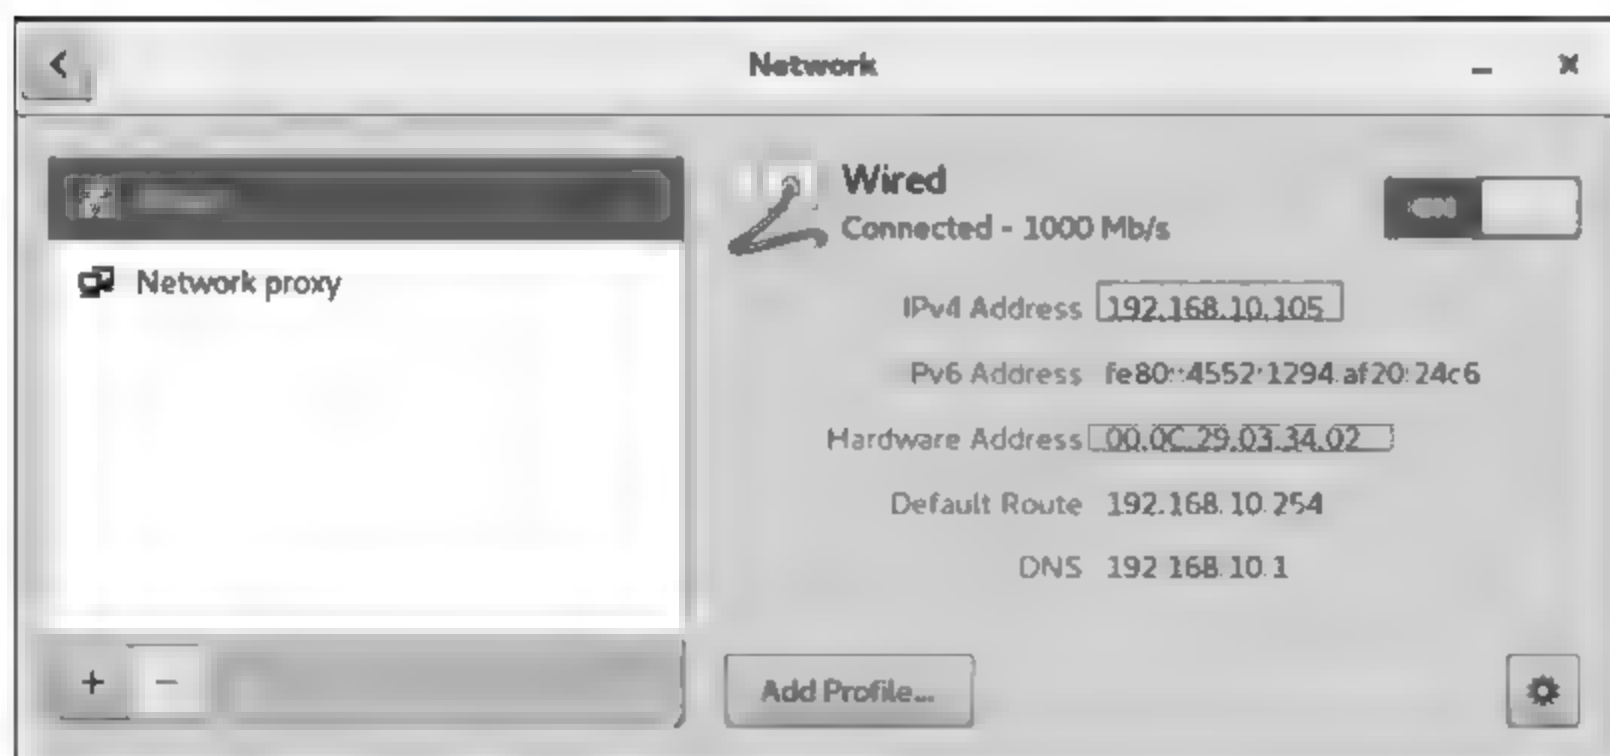 Network
Wired
Connected - 1000 Mb/s
ON
Network proxy
IPv4 Address 192.168.10.105
Pv6 Address fe80::4552:1294:af20:24c6
Hardware Address 00:0C:29:03:34:02
Default Route 192.168.10.254
DNS 192.168.10.1
Add Profile...